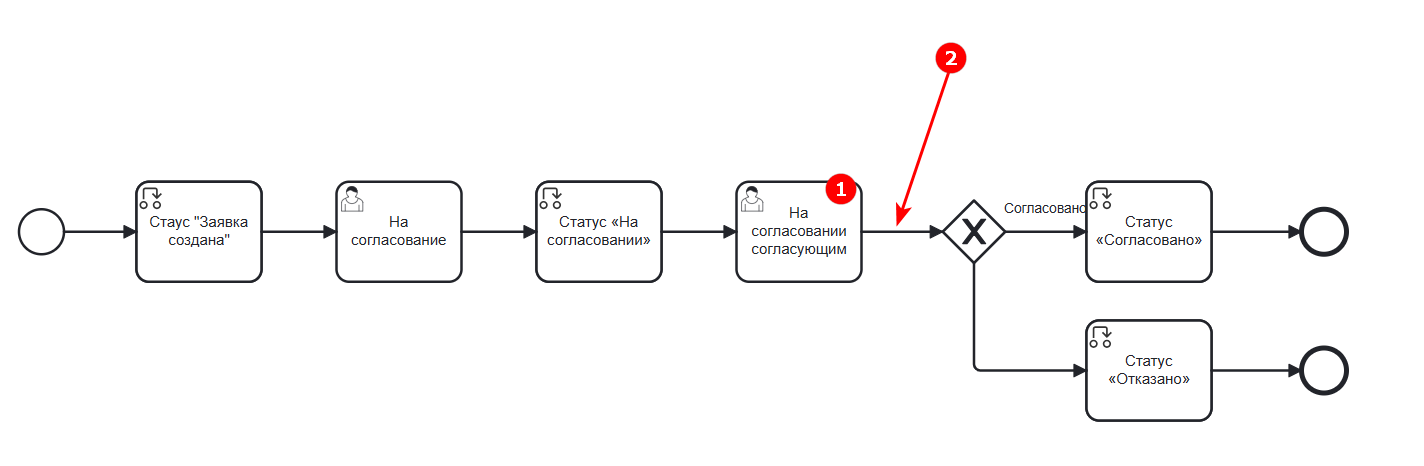 2
1
Стаус "Заявка
создана"
На
согласование
Статус «На
согласовании»
На
согласовании
согласующим
X
Согласовано
Статус
«Согласовано»
Статус
«Отказано»